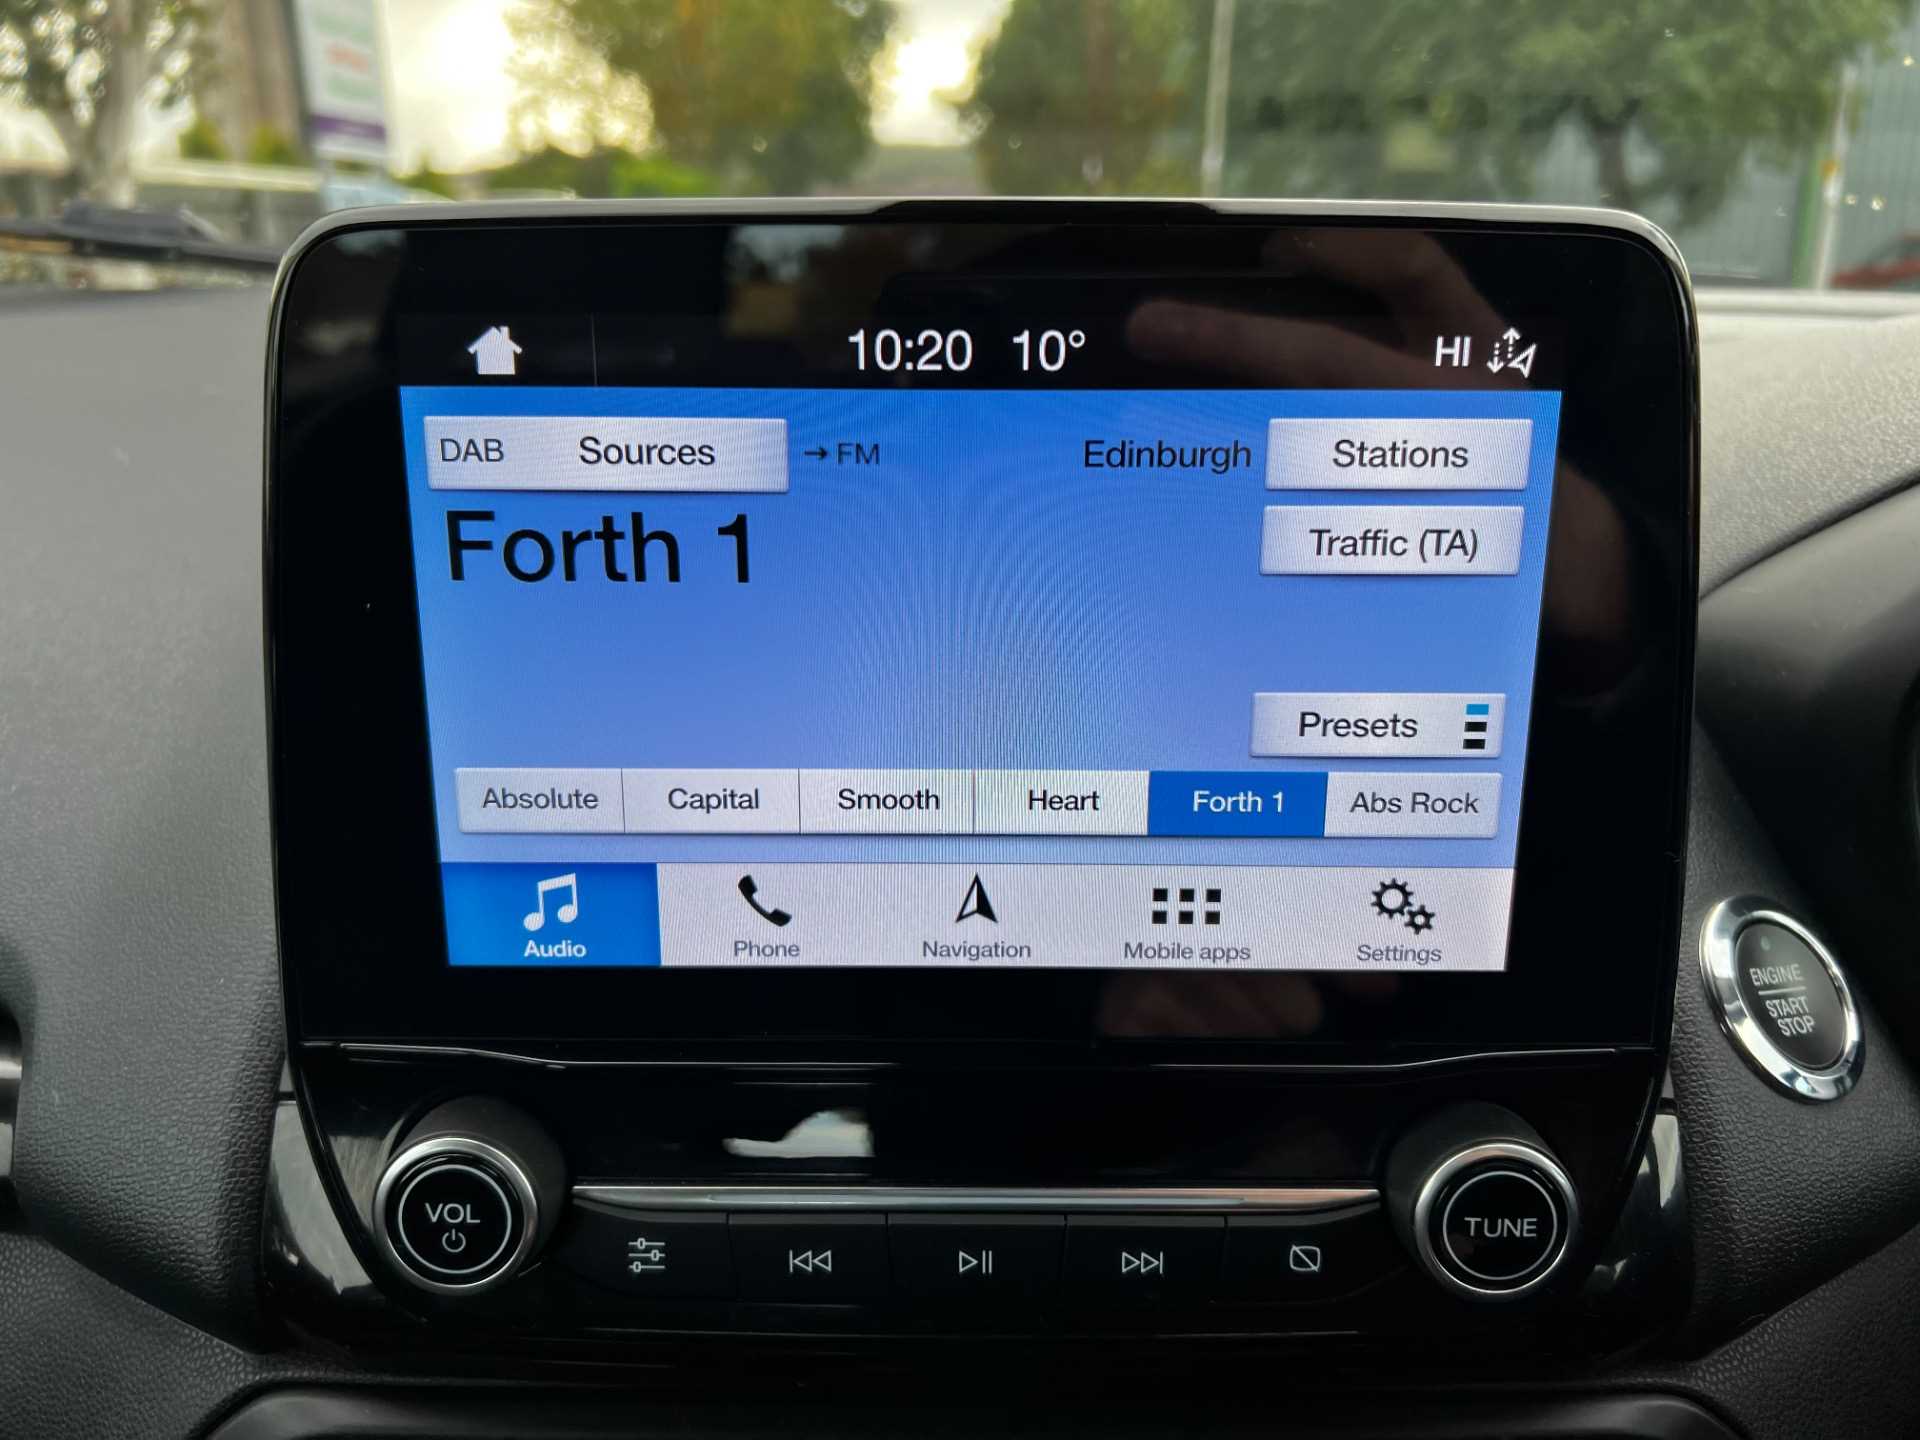 10:20 10° HI
DAB Sources → FM Edinburgh Stations
Forth 1
Traffic (TA)
Presets
Absolute Capital Smooth Heart Forth 1 Abs Rock
Audio Phone Navigation Mobile apps Settings
ENGINE
START
STOP
VOL
TUNE